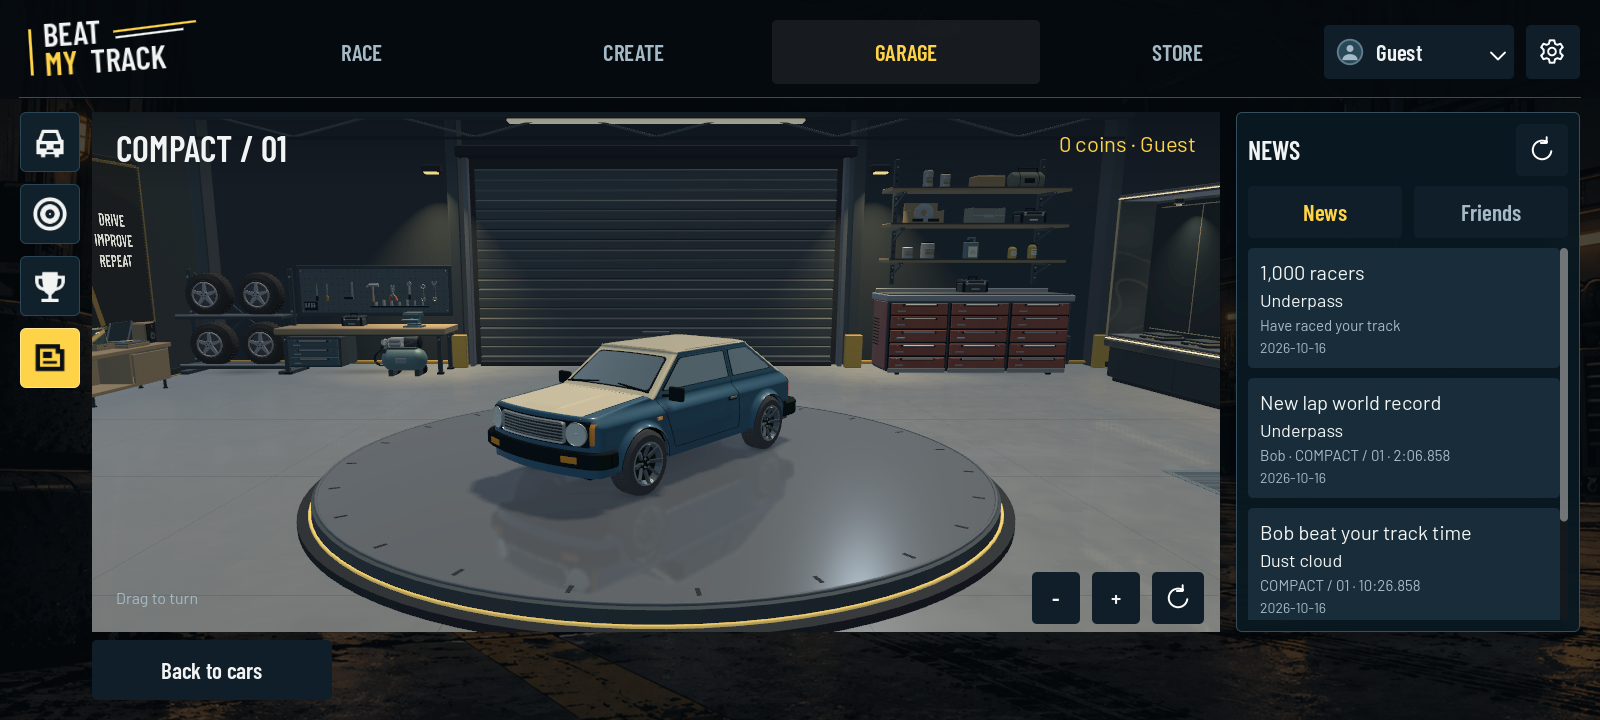 BEAT
MY TRACK
RACE
CREATE
GARAGE
STORE
Guest
COMPACT / 01
0 coins · Guest
DRIVE
IMPROVE
REPEAT
Drag to turn
-
+
Back to cars
NEWS
News
Friends
1,000 racers
Underpass
Have raced your track
2026-10-16
New lap world record
Underpass
Bob · COMPACT / 01 · 2:06.858
2026-10-16
Bob beat your track time
Dust cloud
COMPACT / 01 · 10:26.858
2026-10-16